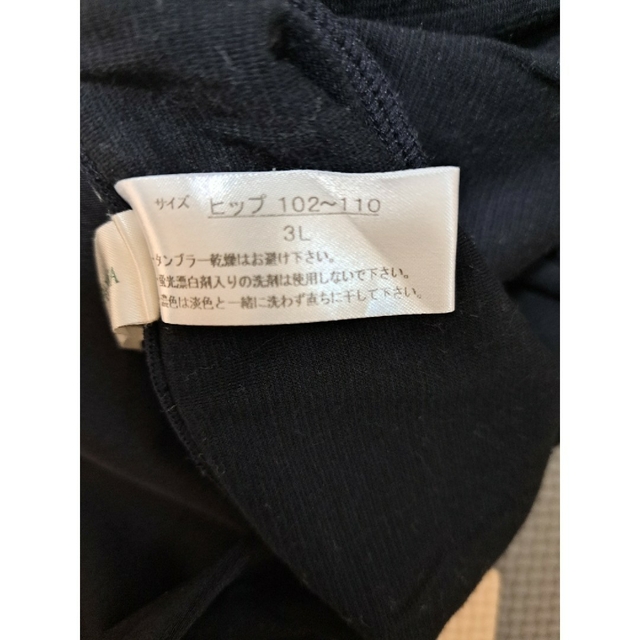 サイズ ヒップ 102〜110
3L
タンブラー乾燥はお避け下さい。
蛍光漂白剤入りの洗剤は使用しないで下さい。
濃色は淡色と一緒に洗わず直ちに干して下さい。